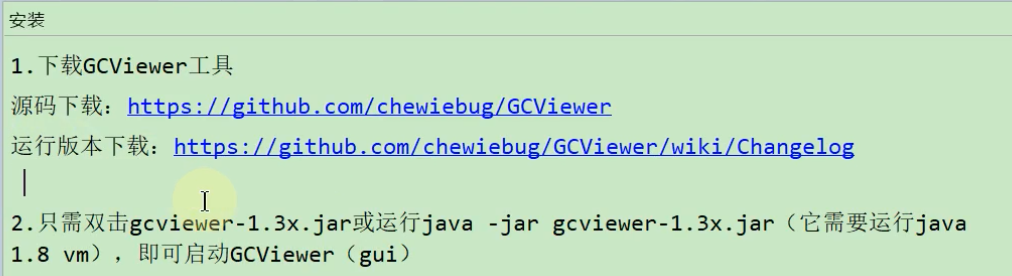 安装
1.下载GCViewer工具
源码下载：https://github.com/chewiebug/GCViewer
运行版本下载：https://github.com/chewiebug/GCViewer/wiki/Changelog
2.只需双击gcviewer-1.3x.jar或运行java -jar gcviewer-1.3x.jar（它需要运行java
1.8 vm），即可启动GCViewer（gui）